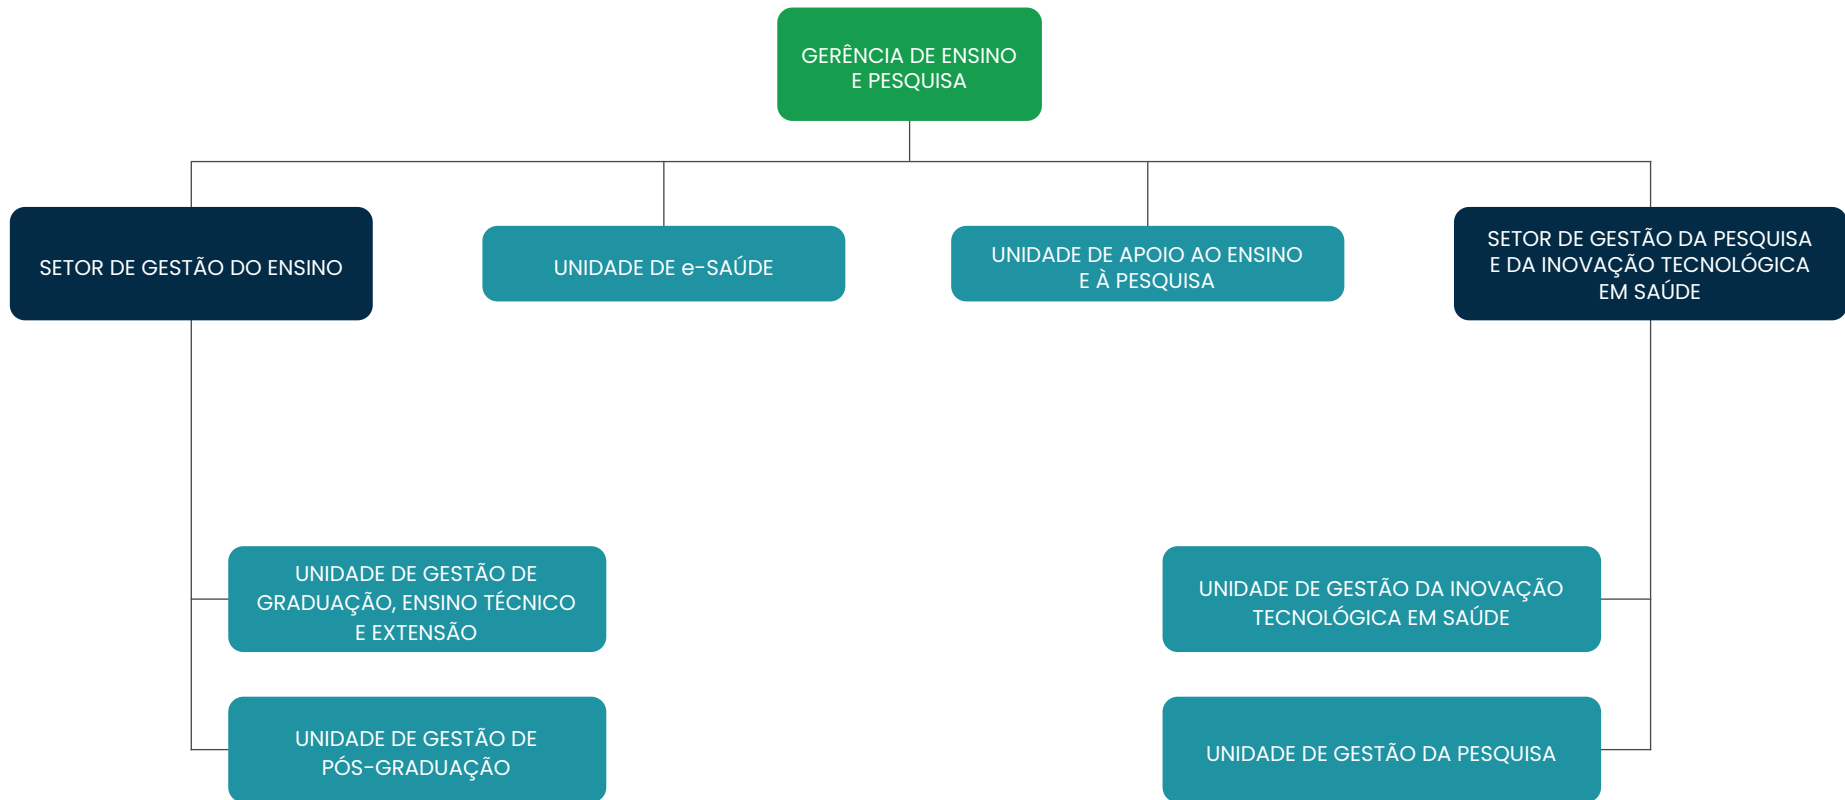 GERÊNCIA DE ENSINO
E PESQUISA
SETOR DE GESTÃO DO ENSINO
UNIDADE DE e-SAÚDE
UNIDADE DE APOIO AO ENSINO
E À PESQUISA
SETOR DE GESTÃO DA PESQUISA
E DA INOVAÇÃO TECNOLÓGICA
EM SAÚDE
UNIDADE DE GESTÃO DE
GRADUAÇÃO, ENSINO TÉCNICO
E EXTENSÃO
UNIDADE DE GESTÃO DA INOVAÇÃO
TECNOLÓGICA EM SAÚDE
UNIDADE DE GESTÃO DE
PÓS-GRADUAÇÃO
UNIDADE DE GESTÃO DA PESQUISA